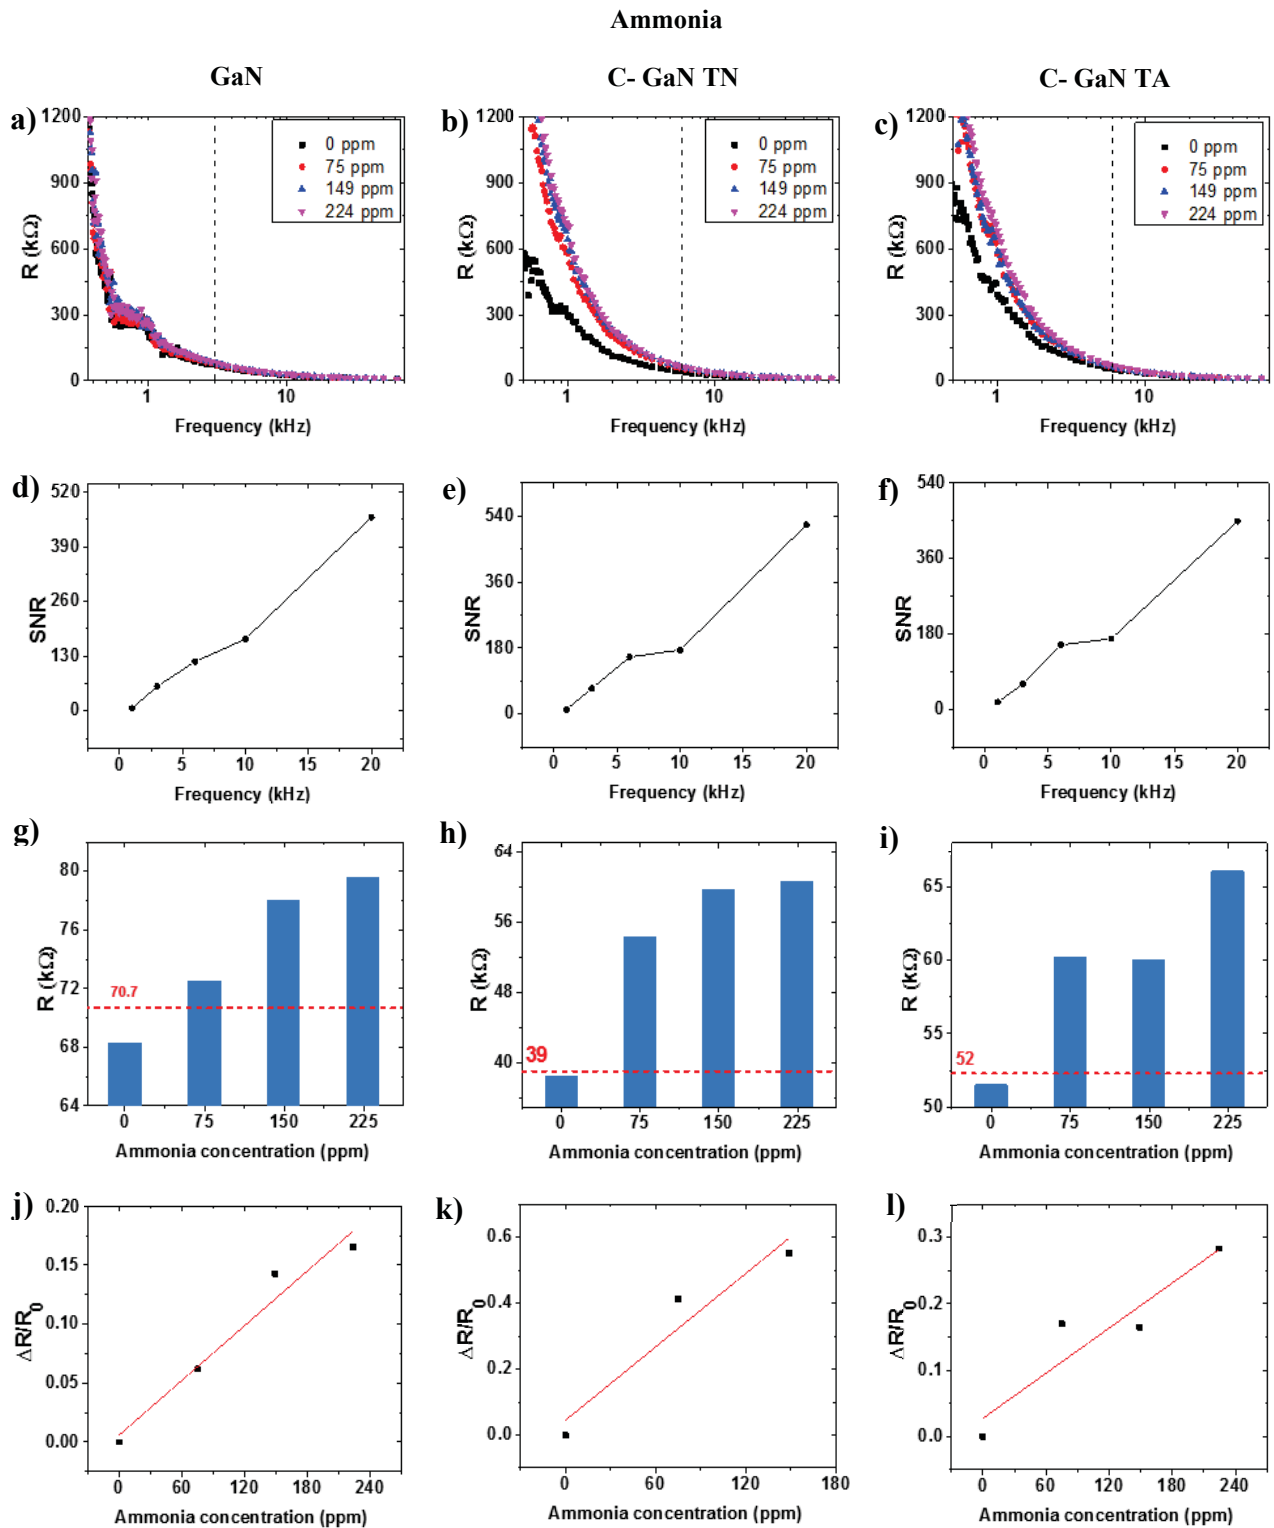 Ammonia
GaN
C- GaN TN
C- GaN TA
a)
1200
900
600
300
0
R (kΩ)
0 ppm
75 ppm
149 ppm
224 ppm
1
10
Frequency (kHz)
b)
1200
900
600
300
0
R (kΩ)
0 ppm
75 ppm
149 ppm
224 ppm
1
10
Frequency (kHz)
c)
1200
900
600
300
0
R (kΩ)
0 ppm
75 ppm
149 ppm
224 ppm
1
10
Frequency (kHz)
d)
520
390
260
130
0
SNR
0 5 10 15 20
Frequency (kHz)
e)
540
360
180
0
SNR
0 5 10 15 20
Frequency (kHz)
f)
540
360
180
0
SNR
0 5 10 15 20
Frequency (kHz)
g)
80
76
72
68
64
R (kΩ)
70.7
0 75 150 225
Ammonia concentration (ppm)
h)
64
56
48
40
R (kΩ)
39
0 75 150 225
Ammonia concentration (ppm)
i)
65
60
55
50
R (kΩ)
52
0 75 150 225
Ammonia concentration (ppm)
j)
0.20
0.15
0.10
0.05
0.00
ΔR/R0
0 60 120 180 240
Ammonia concentration (ppm)
k)
0.6
0.4
0.2
0.0
ΔR/R0
0 60 120 180
Ammonia concentration (ppm)
l)
0.3
0.2
0.1
0.0
ΔR/R0
0 60 120 180 240
Ammonia concentration (ppm)